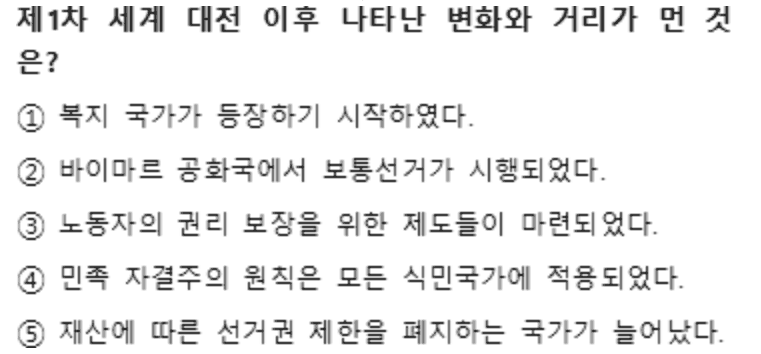 제1차 세계 대전 이후 나타난 변화와 거리가 먼 것
은?
① 복지 국가가 등장하기 시작하였다.
② 바이마르 공화국에서 보통선거가 시행되었다.
③ 노동자의 권리 보장을 위한 제도들이 마련되었다.
④ 민족 자결주의 원칙은 모든 식민국가에 적용되었다.
⑤ 재산에 따른 선거권 제한을 폐지하는 국가가 늘어났다.